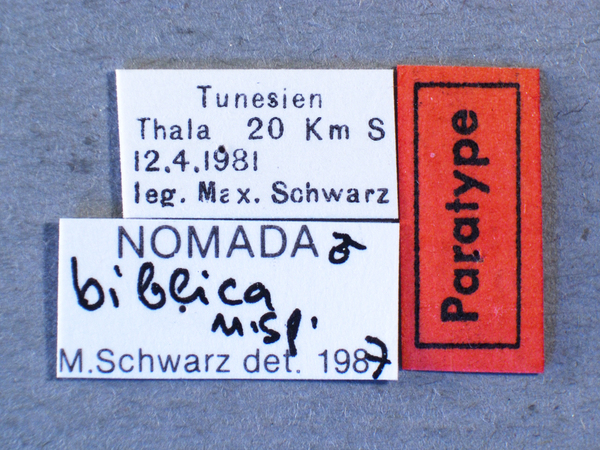 Tunesien
Thala 20 Km S
12.4.1981
leg. Max. Schwarz
NOMADA ♂
biblica
n.sp.
M.Schwarz det. 1987
Paratype